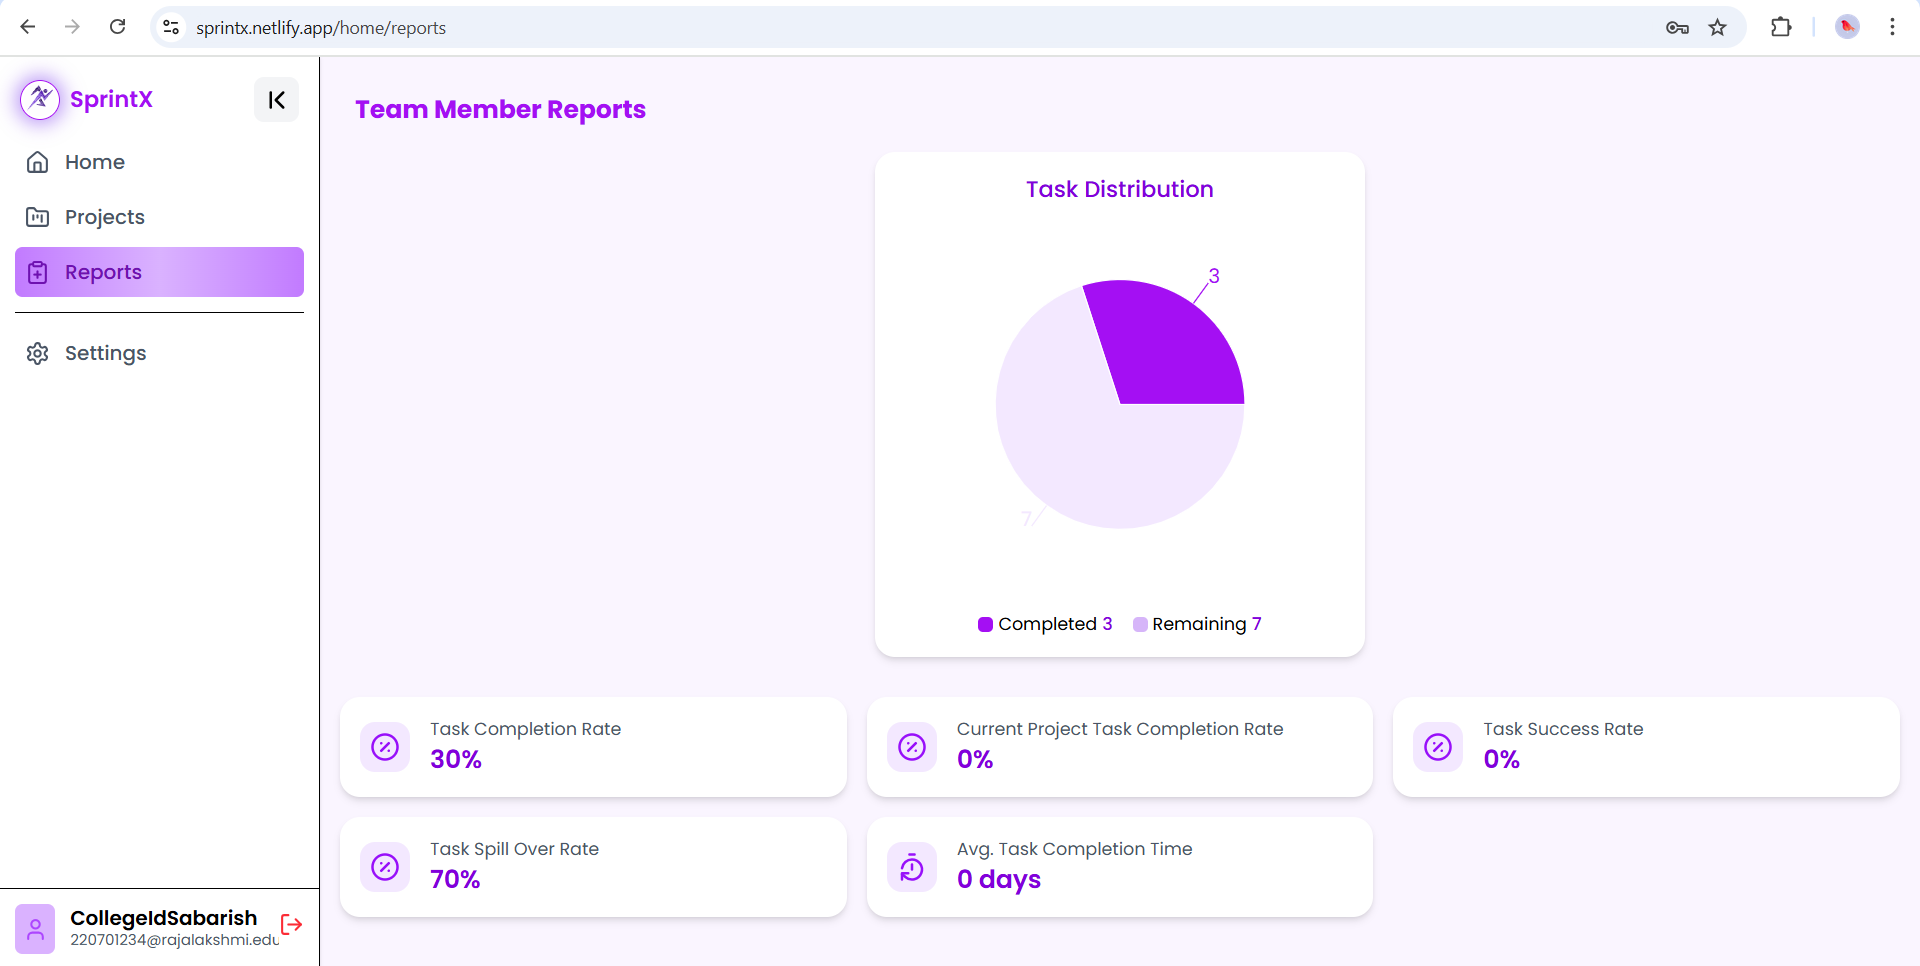 sprintx.netlify.app/home/reports
SprintX
Home
Projects
Reports
Settings
CollegeIdSabarish
220701234@rajalakshmi.edu
Team Member Reports
Task Distribution
3
7
Completed 3 Remaining 7
Task Completion Rate
30%
Current Project Task Completion Rate
0%
Task Success Rate
0%
Task Spill Over Rate
70%
Avg. Task Completion Time
0 days